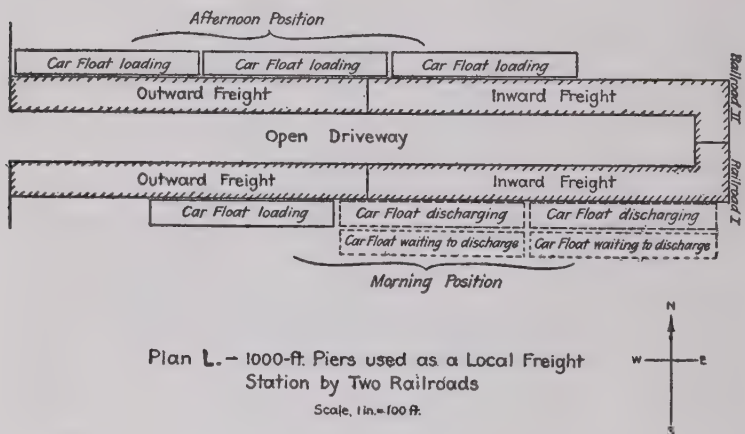 Afternoon Position
Car Float loading Car Float loading Car Float loading
Outward Freight Inward Freight
Railroad II
Open Driveway
Railroad I
Outward Freight Inward Freight
Car Float loading Car Float discharging Car Float discharging
Car Float waiting to discharge Car Float waiting to discharge
Morning Position
N
W E
S
Plan L.- 1000-ft. Piers used as a Local Freight
Station by Two Railroads
Scale, 1 in.=100 ft.